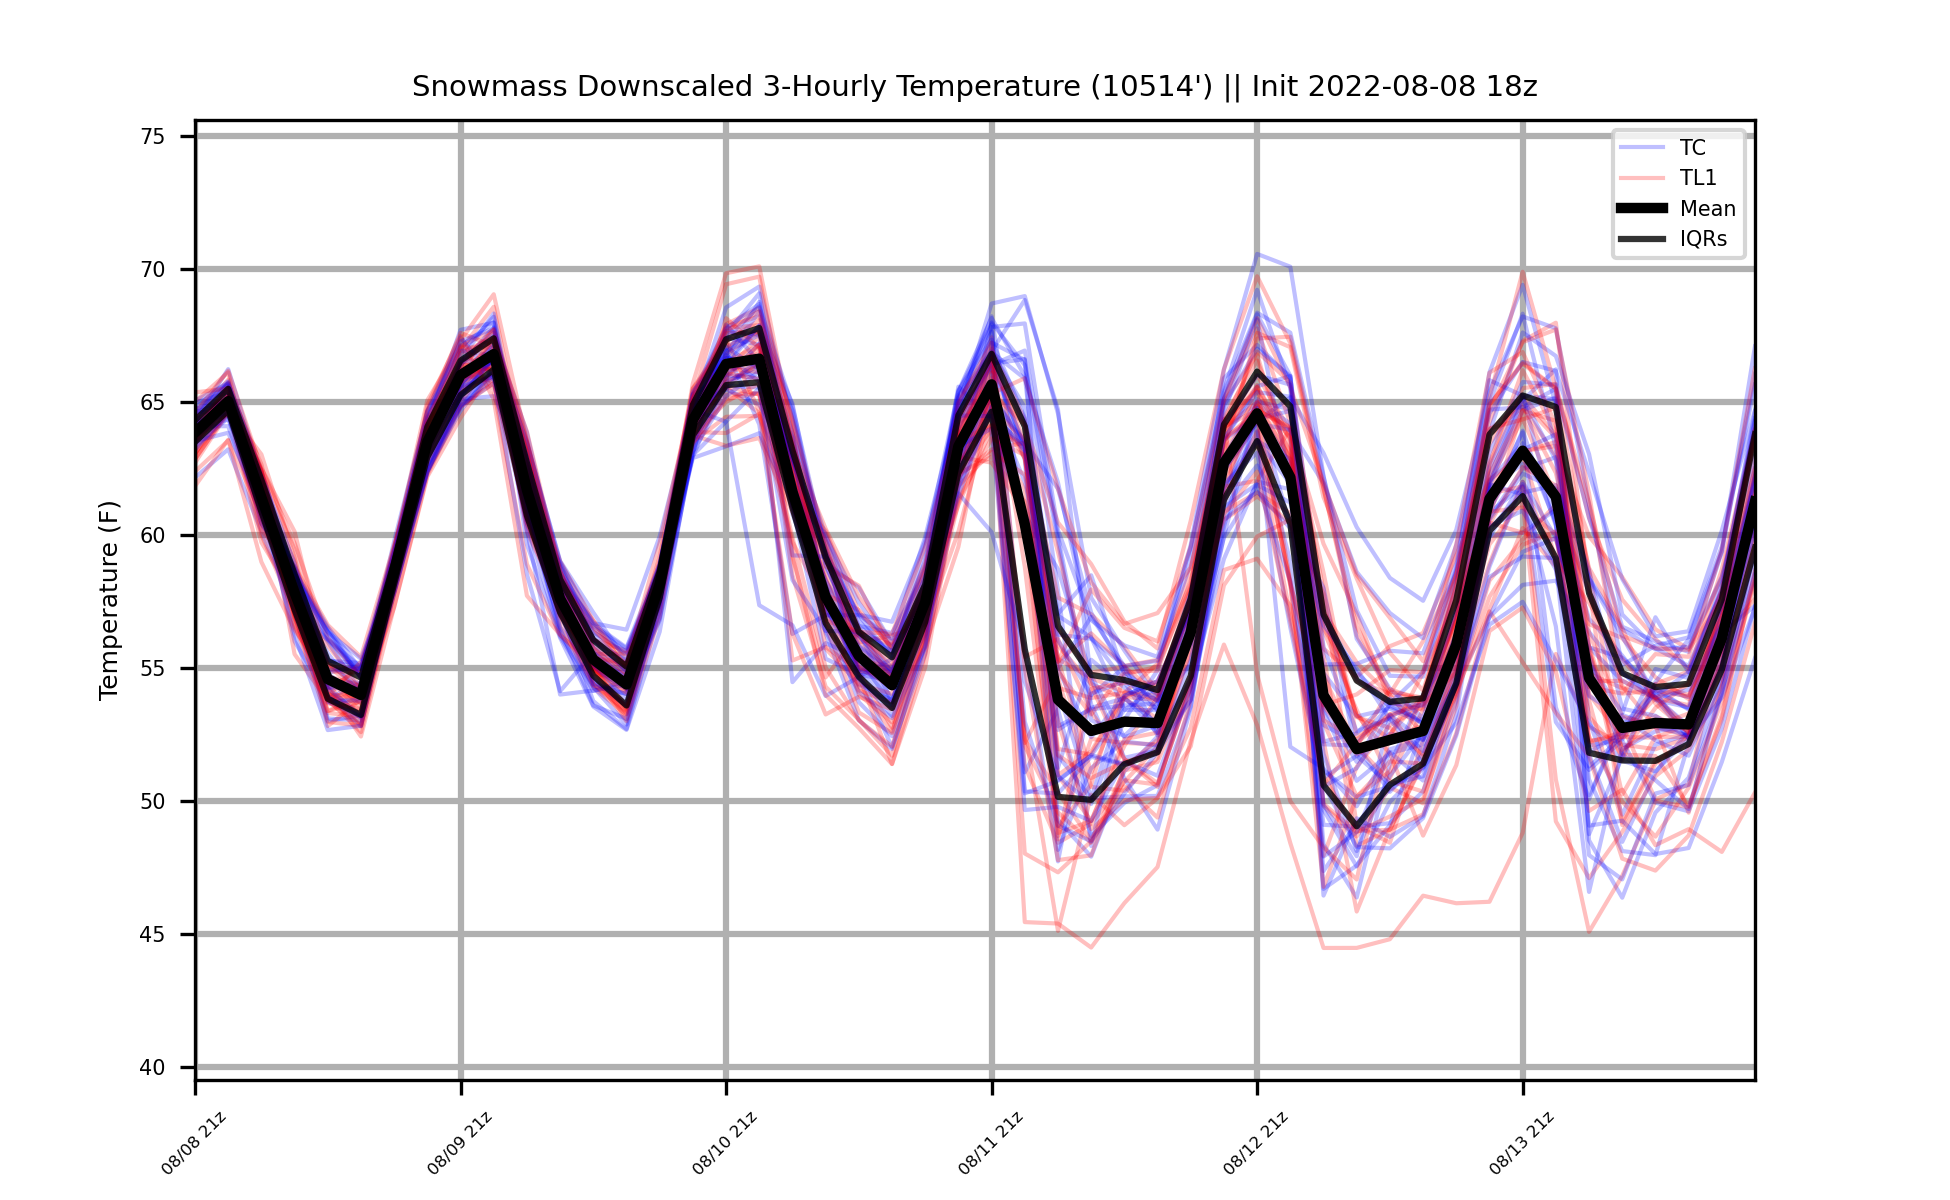 Snowmass Downscaled 3-Hourly Temperature (10514') || Init 2022-08-08 18z
TC
TL1
Mean
IQRs
Temperature (F)
75
70
65
60
55
50
45
40
08/08 21z
08/09 21z
08/10 21z
08/11 21z
08/12 21z
08/13 21z